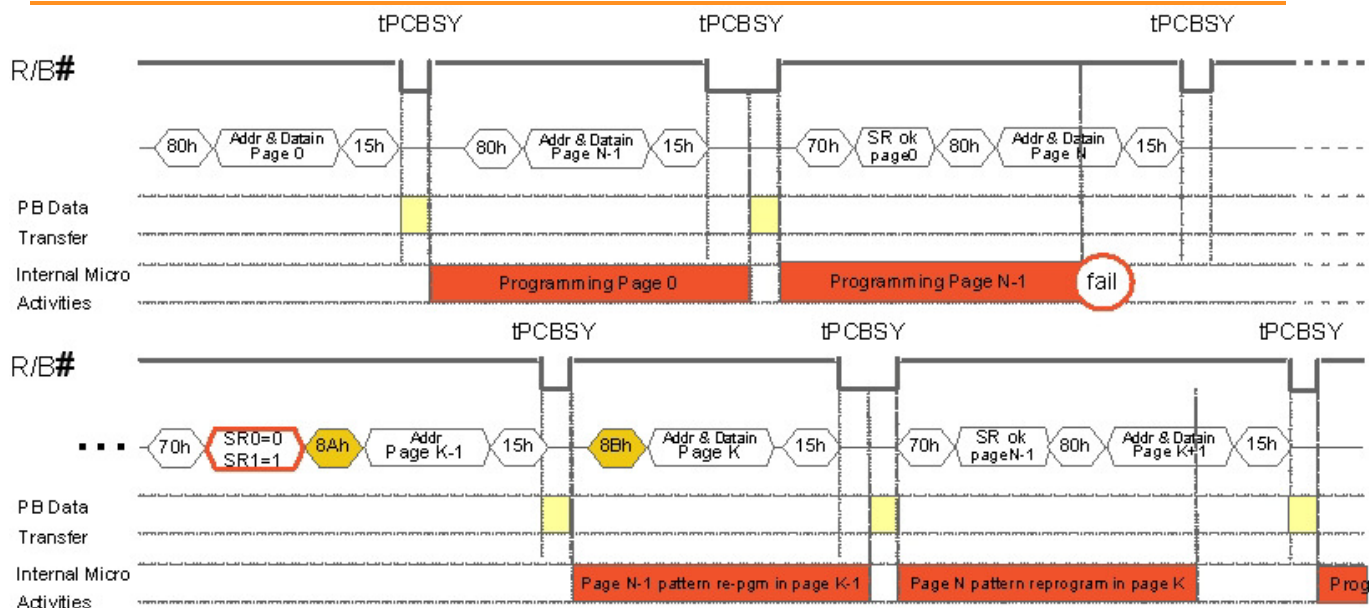 tPCBSY tPCBSY tPCBSY
R/B#
80h Addr & Datain Page 0 15h 80h Addr & Datain Page N-1 15h 70h SR ok page0 80h Addr & Datain Page N 15h
PB Data
Transfer
Internal Micro
Activities
Programming Page 0 Programming Page N-1 fail
tPCBSY tPCBSY tPCBSY
R/B#
... 70h SR0=0 SR1=1 8Ah Addr Page K-1 15h 8Bh Addr & Datain Page K 15h 70h SR ok pageN-1 80h Addr & Datain Page K+1 15h
PB Data
Transfer
Internal Micro
Activities
Page N-1 pattern re-pgm in page K-1 Page N pattern reprogram in page K Prog